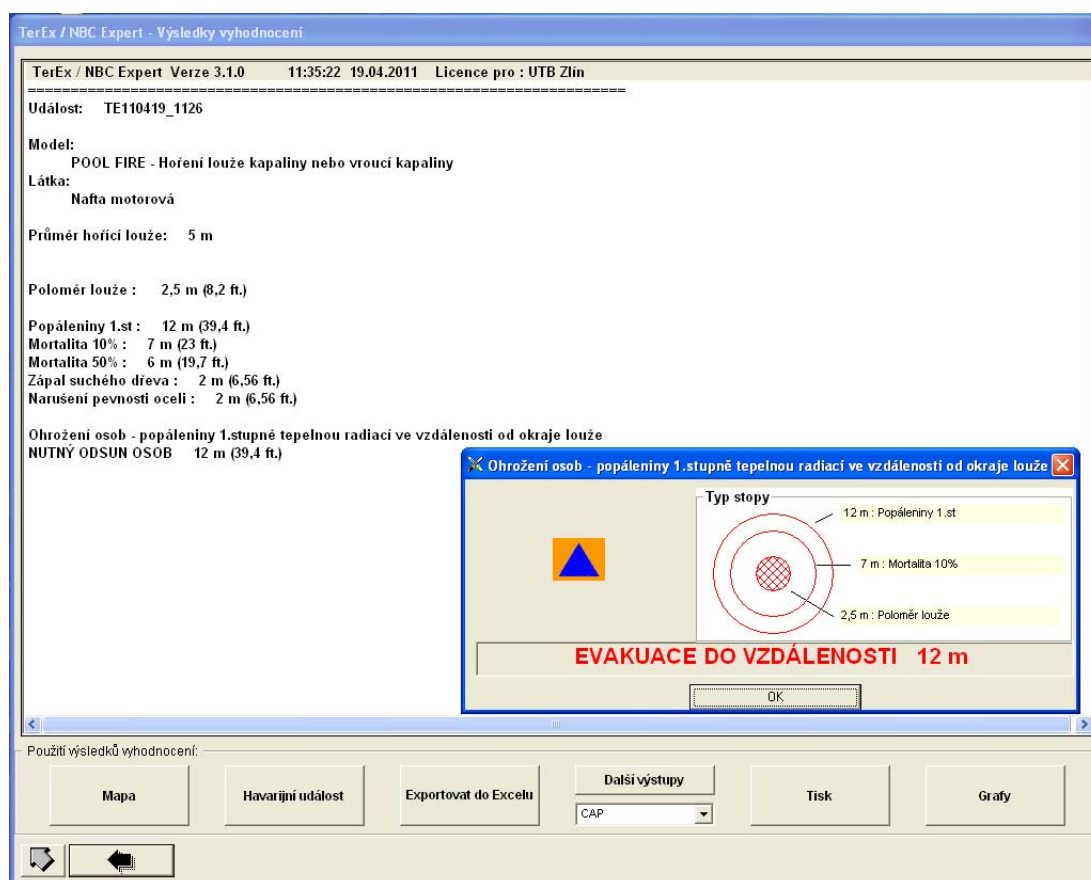 TerEx / NBC Expert - Výsledky vyhodnocení
TerEx / NBC Expert Verze 3.1.0 11:35:22 19.04.2011 Licence pro : UTB Zlín
=======================================================================
Událost: TE110419_1126
Model:
POOL FIRE - Hoření louže kapaliny nebo vroucí kapaliny
Látka:
Nafta motorová
Průměr hořící louže: 5 m
Poloměr louže : 2,5 m (8,2 ft.)
Popáleniny 1.st : 12 m (39,4 ft.)
Mortalita 10% : 7 m (23 ft.)
Mortalita 50% : 6 m (19,7 ft.)
Zápal suchého dřeva : 2 m (6,56 ft.)
Narušení pevnosti oceli : 2 m (6,56 ft.)
Ohrožení osob - popáleniny 1.stupně tepelnou radiací ve vzdálenosti od okraje louže
NUTNÝ ODSUN OSOB 12 m (39,4 ft.)
Ohrožení osob - popáleniny 1.stupně tepelnou radiací ve vzdálenosti od okraje louže
Typ stopy
12 m : Popáleniny 1.st
7 m : Mortalita 10%
2,5 m : Poloměr louže
EVAKUACE DO VZDÁLENOSTI 12 m
OK
Použití výsledků vyhodnocení:
Mapa
Havarijní událost
Exportovat do Excelu
Další výstupy
CAP
Tisk
Grafy